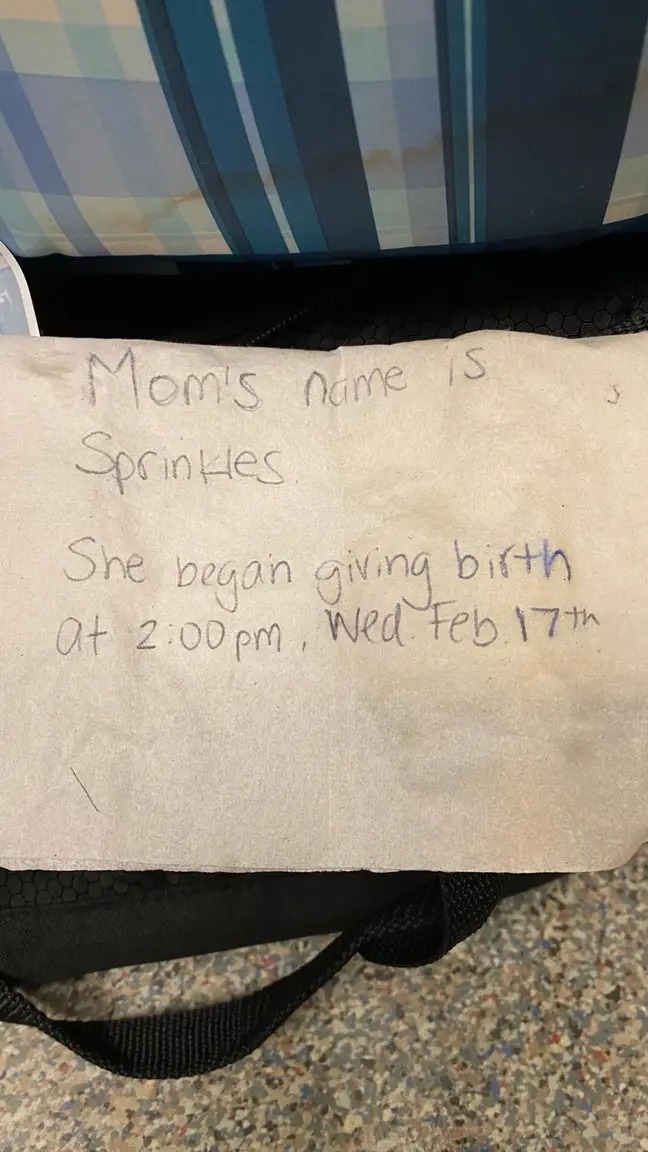 Mom's name is
Sprinkles.
She began giving birth
at 2:00pm, Wed. Feb. 17th